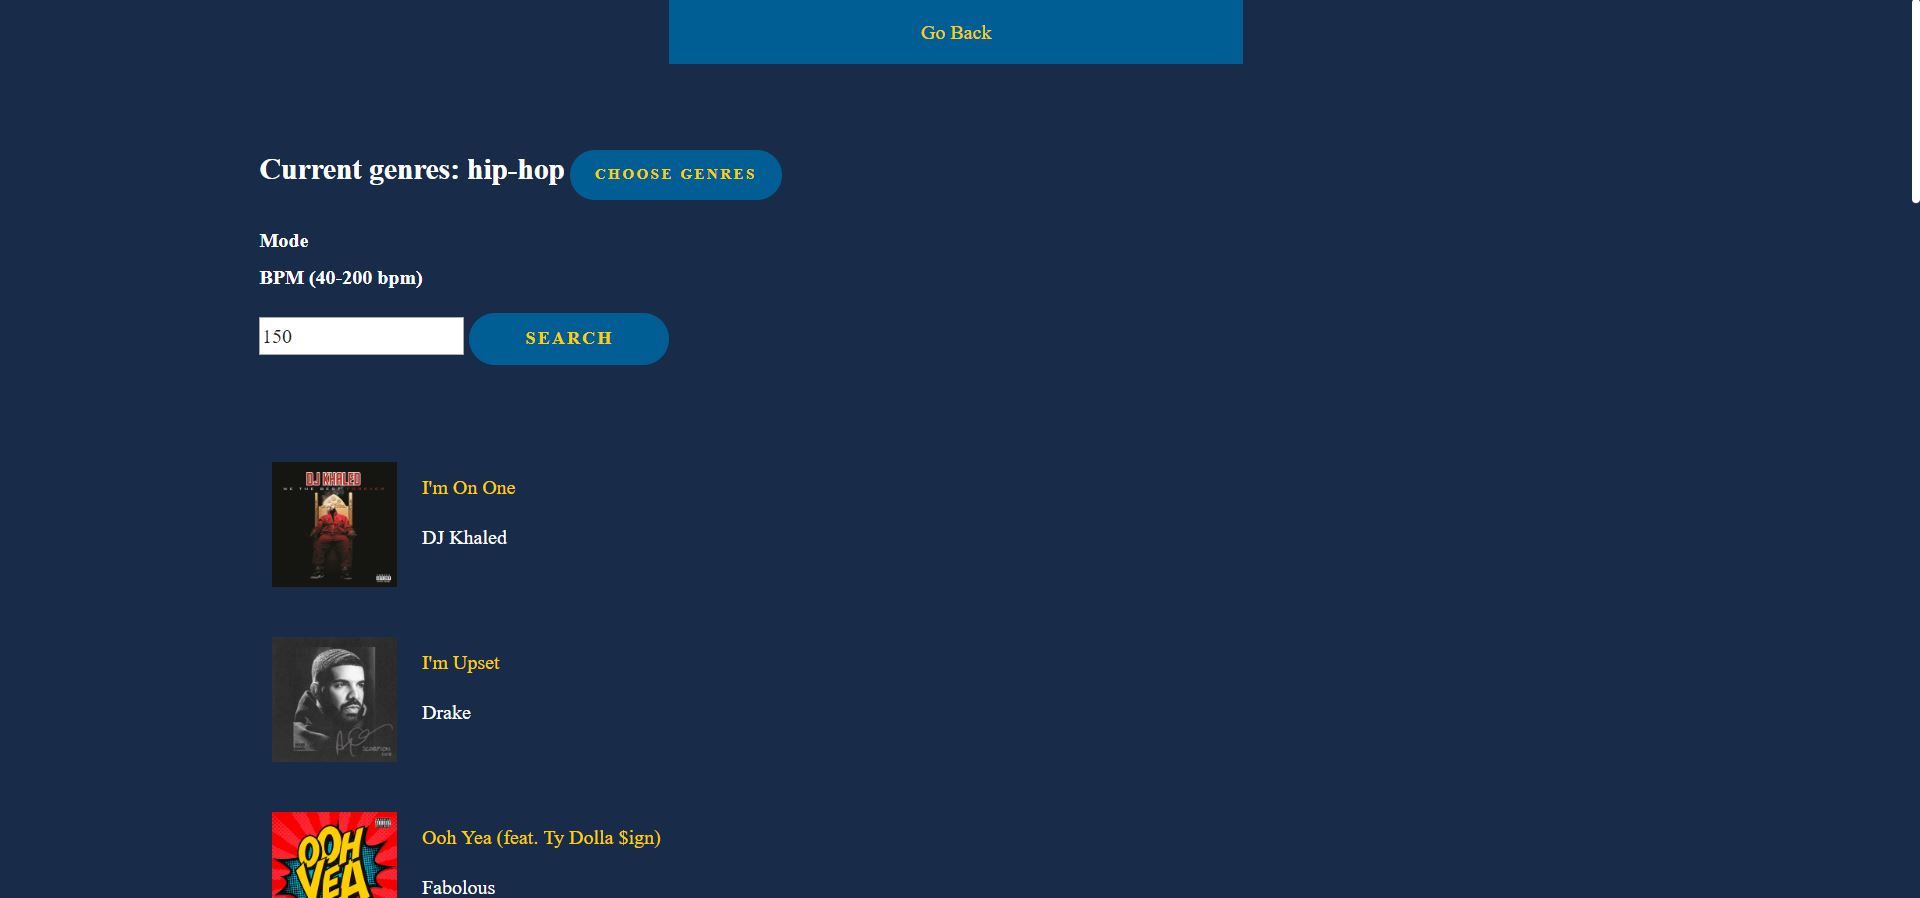 Go Back
Current genres: hip-hop CHOOSE GENRES
Mode
BPM (40-200 bpm)
150 SEARCH
DJ KHALED
I'm On One
DJ Khaled
I'm Upset
Drake
SCORPION
OOH
YEA
Ooh Yea (feat. Ty Dolla $ign)
Fabolous